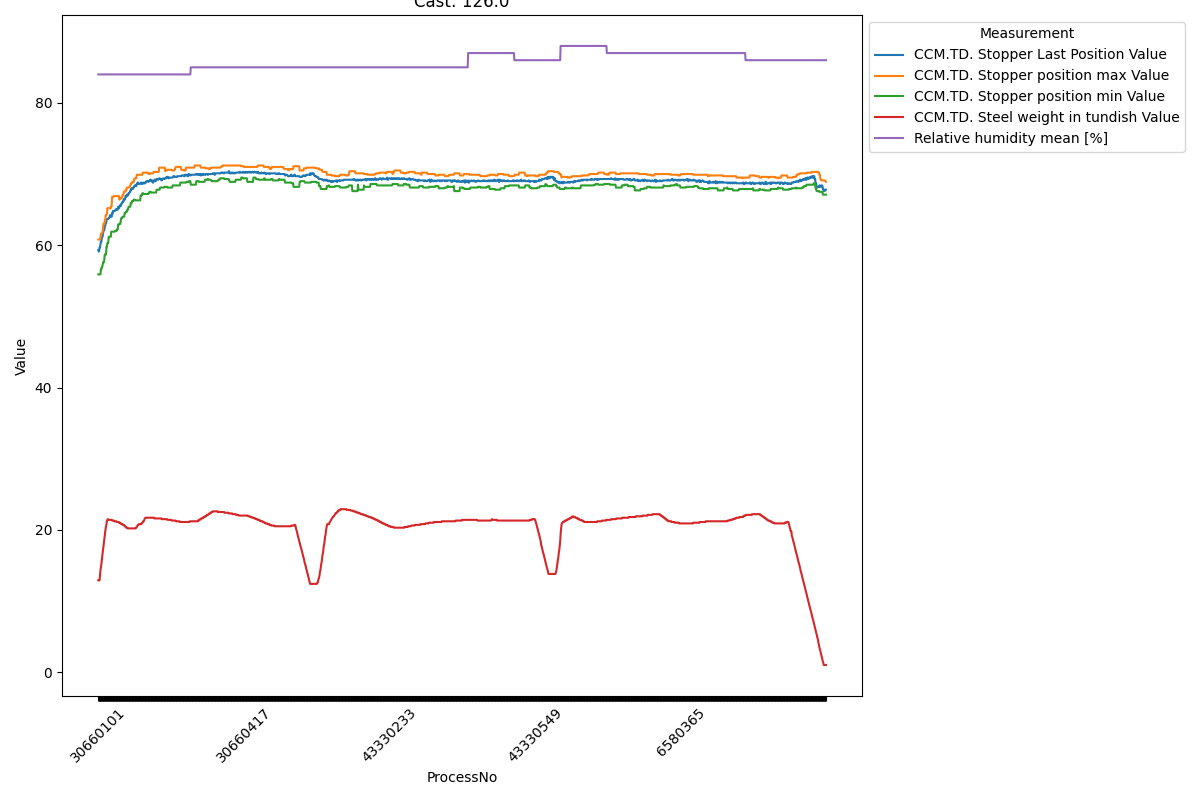 Cast: 126.0
Measurement
CCM.TD. Stopper Last Position Value
CCM.TD. Stopper position max Value
CCM.TD. Stopper position min Value
CCM.TD. Steel weight in tundish Value
Relative humidity mean [%]
Value
80
60
40
20
0
30660101
30660417
43330233
43330549
6580365
ProcessNo